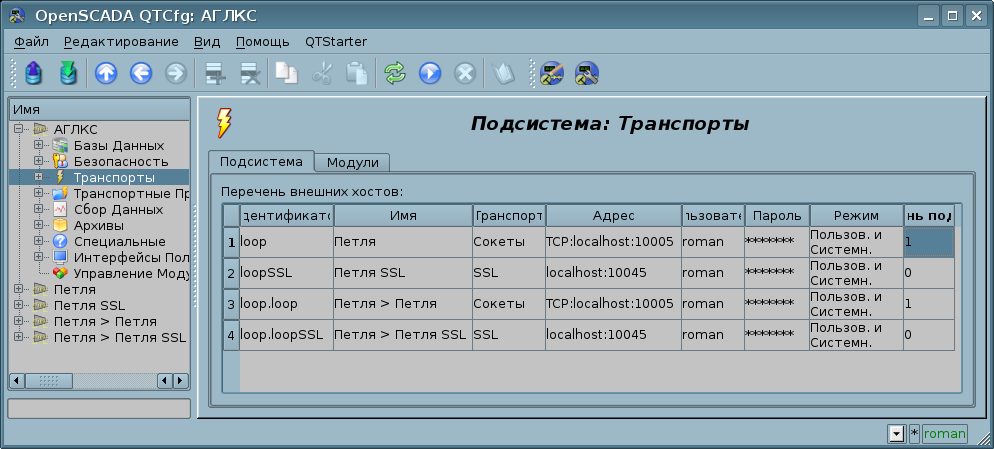 OpenSCADA QTCfg: АГЛКС
Файл Редактирование Вид Помощь QTStarter
Имя
АГЛКС
Базы Данных
Безопасность
Транспорты
Транспортные Пр
Сбор Данных
Архивы
Специальные
Интерфейсы Пол
Управление Моду
Петля
Петля SSL
Петля > Петля
Петля > Петля SSL
Подсистема: Транспорты
Подсистема Модули
Перечень внешних хостов:
дентификато Имя Транспорт Адрес льзовате Пароль Режим нь под
1 loop Петля Сокеты TCP:localhost:10005 roman ******* Пользов. и Системн. 1
2 loopSSL Петля SSL SSL localhost:10045 roman ******* Пользов. и Системн. 0
3 loop.loop Петля > Петля Сокеты TCP:localhost:10005 roman ******* Пользов. и Системн. 1
4 loop.loopSSL Петля > Петля SSL SSL localhost:10045 roman ******* Пользов. и Системн. 0
* roman